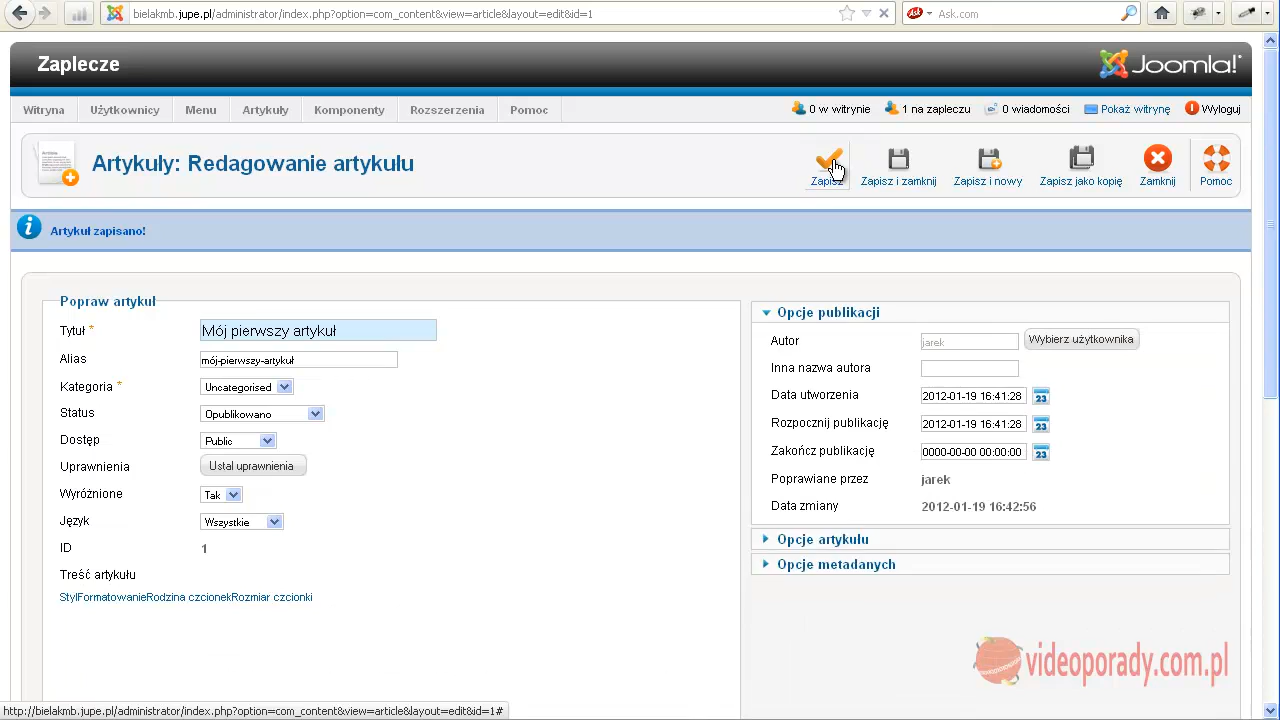 bielakmb.jupe.pl/administrator/index.php?option=com_content&view=article&layout=edit&id=1
Ask.com
Zaplecze
Joomla!
Witryna Użytkownicy Menu Artykuły Komponenty Rozszerzenia Pomoc
0 w witrynie 1 na zapleczu 0 wiadomości Pokaż witrynę Wyloguj
Artykuły: Redagowanie artykułu
Zapisz Zapisz i zamknij Zapisz i nowy Zapisz jako kopię Zamknij Pomoc
Artykuł zapisano!
Popraw artykuł
Tytuł * Mój pierwszy artykuł
Alias mój-pierwszy-artykuł
Kategoria * Uncategorised
Status Opublikowano
Dostęp Public
Uprawnienia Ustal uprawnienia
Wyróżnione Tak
Język Wszystkie
ID 1
Treść artykułu
StylFormatowanieRodzina czcionekRozmiar czcionki
Opcje publikacji
Autor jarek Wybierz użytkownika
Inna nazwa autora
Data utworzenia 2012-01-19 16:41:28 23
Rozpocznij publikację 2012-01-19 16:41:28 23
Zakończ publikację 0000-00-00 00:00:00 23
Poprawiane przez jarek
Data zmiany 2012-01-19 16:42:56
Opcje artykułu
Opcje metadanych
videoporady.com.pl
http://bielakmb.jupe.pl/administrator/index.php?option=com_content&view=article&layout=edit&id=1#